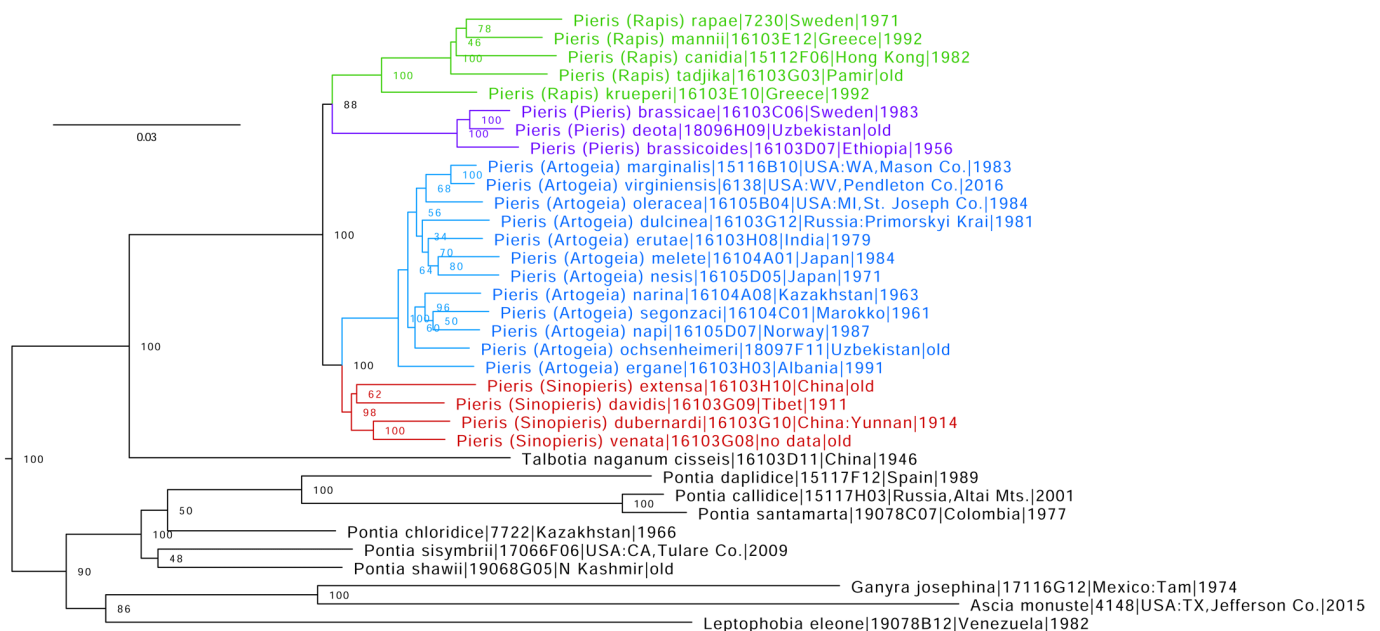 Pieris (Rapis) rapae|7230|Sweden|1971
78
Pieris (Rapis) mannii|16103E12|Greece|1992
46
Pieris (Rapis) canidia|15112F06|Hong Kong|1982
100
Pieris (Rapis) tadjika|16103G03|Pamir|old
100
Pieris (Rapis) krueperi|16103E10|Greece|1992
88
Pieris (Pieris) brassicae|16103C06|Sweden|1983
100
0.03
Pieris (Pieris) deota|18096H09|Uzbekistan|old
100
Pieris (Pieris) brassicoides|16103D07|Ethiopia|1956
Pieris (Artogeia) marginalis|15116B10|USA:WA,Mason Co.|1983
100
Pieris (Artogeia) virginiensis|6138|USA:WV,Pendleton Co.|2016
68
Pieris (Artogeia) oleracea|16105B04|USA:MI,St. Joseph Co.|1984
56
Pieris (Artogeia) dulcinea|16103G12|Russia:Primorskyi Krai|1981
100
34
Pieris (Artogeia) erutae|16103H08|India|1979
70
Pieris (Artogeia) melete|16104A01|Japan|1984
64
80
Pieris (Artogeia) nesis|16105D05|Japan|1971
Pieris (Artogeia) narina|16104A08|Kazakhstan|1963
96
Pieris (Artogeia) segonzaci|16104C01|Marokko|1961
100
50
60
Pieris (Artogeia) napi|16105D07|Norway|1987
100
Pieris (Artogeia) ochsenheimeri|18097F11|Uzbekistan|old
100
Pieris (Artogeia) ergane|16103H03|Albania|1991
Pieris (Sinopieris) extensa|16103H10|China|old
62
Pieris (Sinopieris) davidis|16103G09|Tibet|1911
98
Pieris (Sinopieris) dubernardi|16103G10|China:Yunnan|1914
100
Pieris (Sinopieris) venata|16103G08|no data|old
100
Talbotia naganum cisseis|16103D11|China|1946
Pontia daplidice|15117F12|Spain|1989
100
Pontia callidice|15117H03|Russia,Altai Mts.|2001
100
50
Pontia santamarta|19078C07|Colombia|1977
Pontia chloridice|7722|Kazakhstan|1966
100
Pontia sisymbrii|17066F06|USA:CA,Tulare Co.|2009
48
Pontia shawii|19068G05|N Kashmir|old
90
Ganyra josephina|17116G12|Mexico:Tam|1974
100
Ascia monuste|4148|USA:TX,Jefferson Co.|2015
86
Leptophobia eleone|19078B12|Venezuela|1982